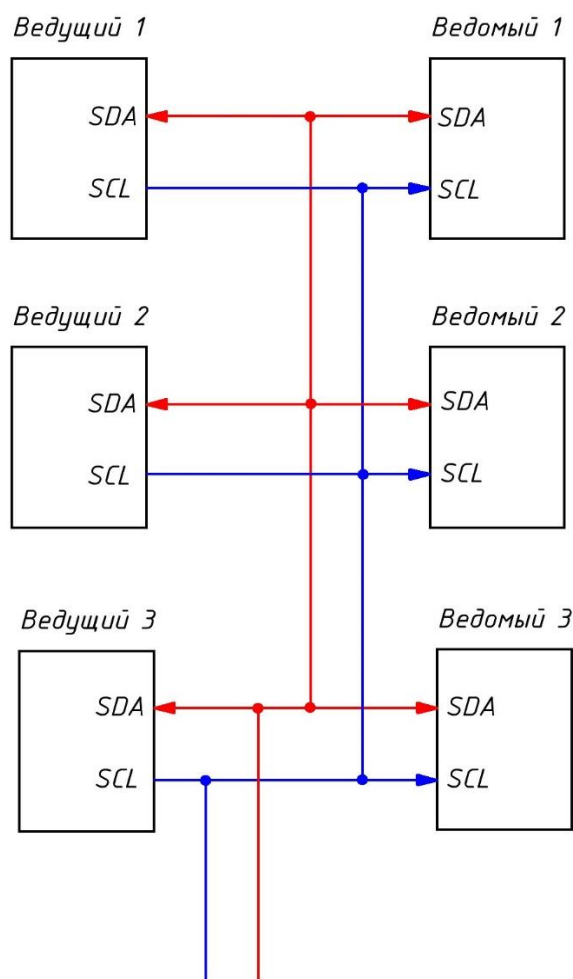 Ведущий 1
Ведомый 1
SDA
SDA
SCL
SCL
Ведущий 2
Ведомый 2
SDA
SDA
SCL
SCL
Ведущий 3
Ведомый 3
SDA
SDA
SCL
SCL